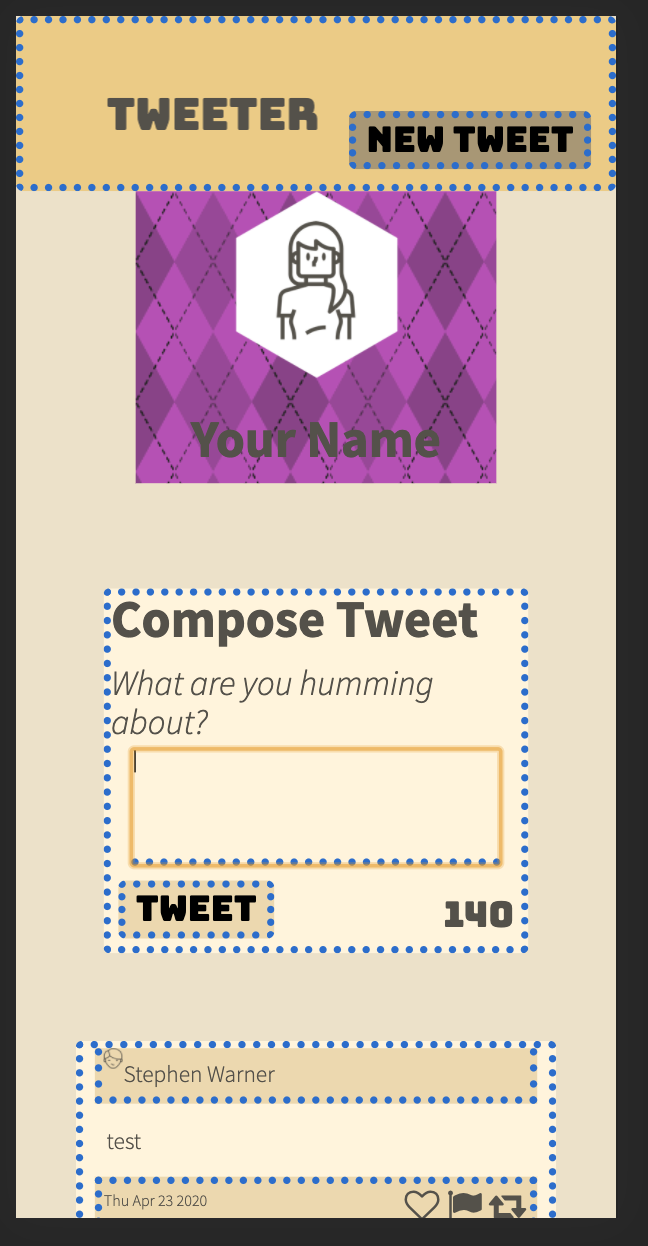 TWEETER
NEW TWEET
Your Name
Compose Tweet
What are you humming
about?
TWEET
140
Stephen Warner
test
Thu Apr 23 2020